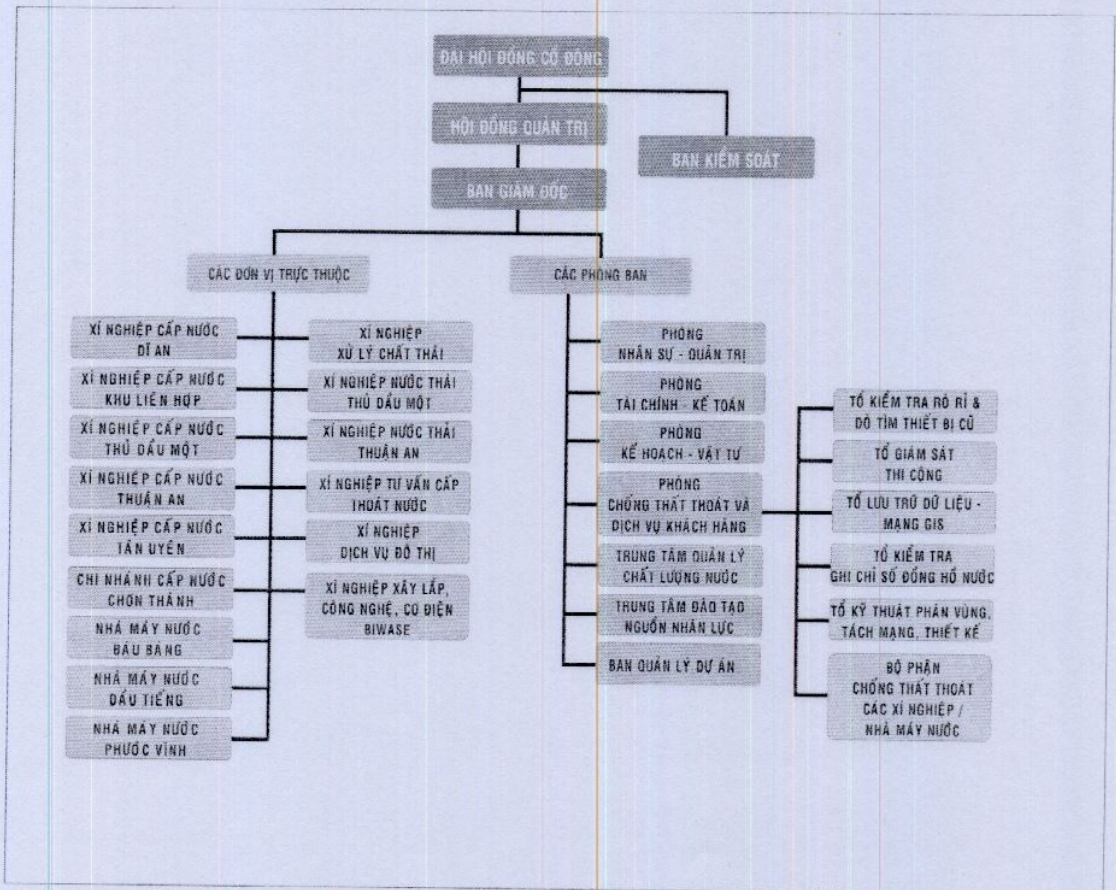 ĐẠI HỘI ĐỒNG CỔ ĐÔNG
HỘI ĐỒNG QUẢN TRỊ
BAN KIỂM SOÁT
BAN GIÁM ĐỐC
CÁC ĐƠN VỊ TRỰC THUỘC
XÍ NGHIỆP CẤP NƯỚC
DĨ AN
XÍ NGHIỆP CẤP NƯỚC
KHU LIÊN HỢP
XÍ NGHIỆP CẤP NƯỚC
THỦ DẦU MỘT
XÍ NGHIỆP CẤP NƯỚC
THUẬN AN
XÍ NGHIỆP CẤP NƯỚC
TÂN UYÊN
CHI NHÁNH CẤP NƯỚC
CHƠN THÀNH
NHÀ MÁY NƯỚC
BÀU BÀNG
NHÀ MÁY NƯỚC
DẦU TIẾNG
NHÀ MÁY NƯỚC
PHƯỚC VĨNH
XÍ NGHIỆP
XỬ LÝ CHẤT THẢI
XÍ NGHIỆP NƯỚC THẢI
THỦ DẦU MỘT
XÍ NGHIỆP NƯỚC THẢI
THUẬN AN
XÍ NGHIỆP TƯ VẤN CẤP
THOÁT NƯỚC
XÍ NGHIỆP
DỊCH VỤ ĐÔ THỊ
XÍ NGHIỆP XÂY LẮP,
CÔNG NGHỆ, CƠ ĐIỆN
BIWASE
CÁC PHÒNG BAN
PHÒNG
NHÂN SỰ - QUẢN TRỊ
PHÒNG
TÀI CHÍNH - KẾ TOÁN
PHÒNG
KẾ HOẠCH - VẬT TƯ
PHÒNG
CHỐNG THẤT THOÁT VÀ
DỊCH VỤ KHÁCH HÀNG
TRUNG TÂM QUẢN LÝ
CHẤT LƯỢNG NƯỚC
TRUNG TÂM ĐÀO TẠO
NGUỒN NHÂN LỰC
BAN QUẢN LÝ DỰ ÁN
TỔ KIỂM TRA RÒ RỈ &
DÒ TÌM THIẾT BỊ CŨ
TỔ GIÁM SÁT
THI CÔNG
TỔ LƯU TRỮ DỮ LIỆU -
MẠNG GIS
TỔ KIỂM TRA
GHI CHỈ SỐ ĐỒNG HỒ NƯỚC
TỔ KỸ THUẬT PHÂN VÙNG,
TÁCH MẠNG, THIẾT KẾ
BỘ PHẬN
CHỐNG THẤT THOÁT
CÁC XÍ NGHIỆP /
NHÀ MÁY NƯỚC